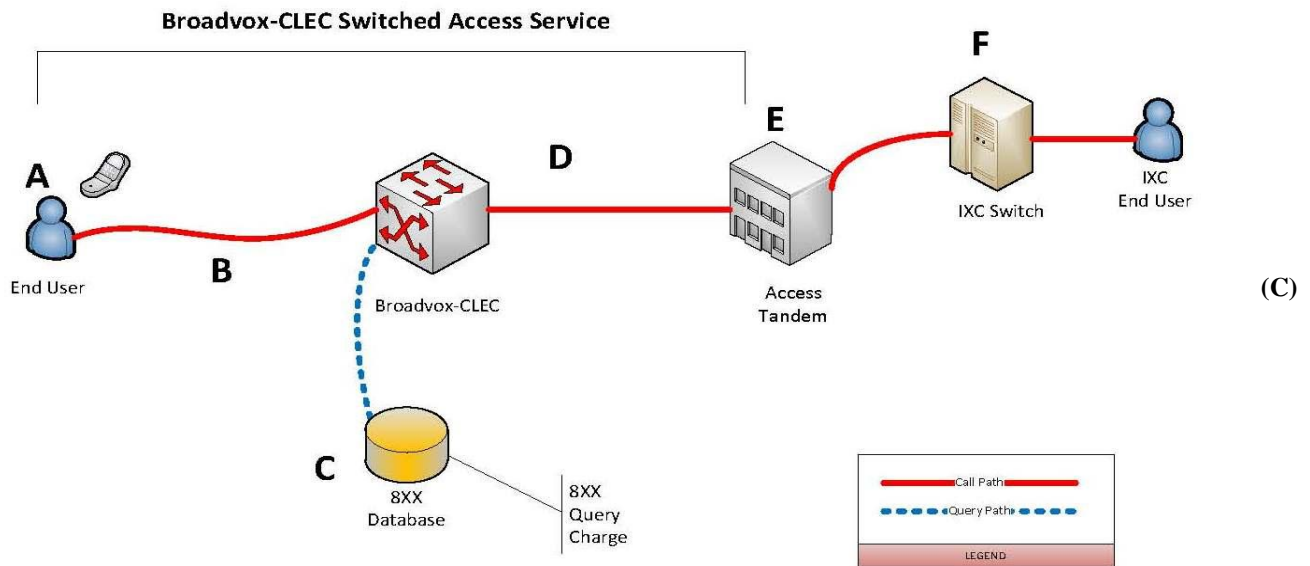 Broadvox-CLEC Switched Access Service
F
E
D
A
IXC Switch
IXC
End User
B
End User
Broadvox-CLEC
Access
Tandem
(C)
C
8XX
Database
8XX
Query
Charge
Call Path
Query Path
LEGEND